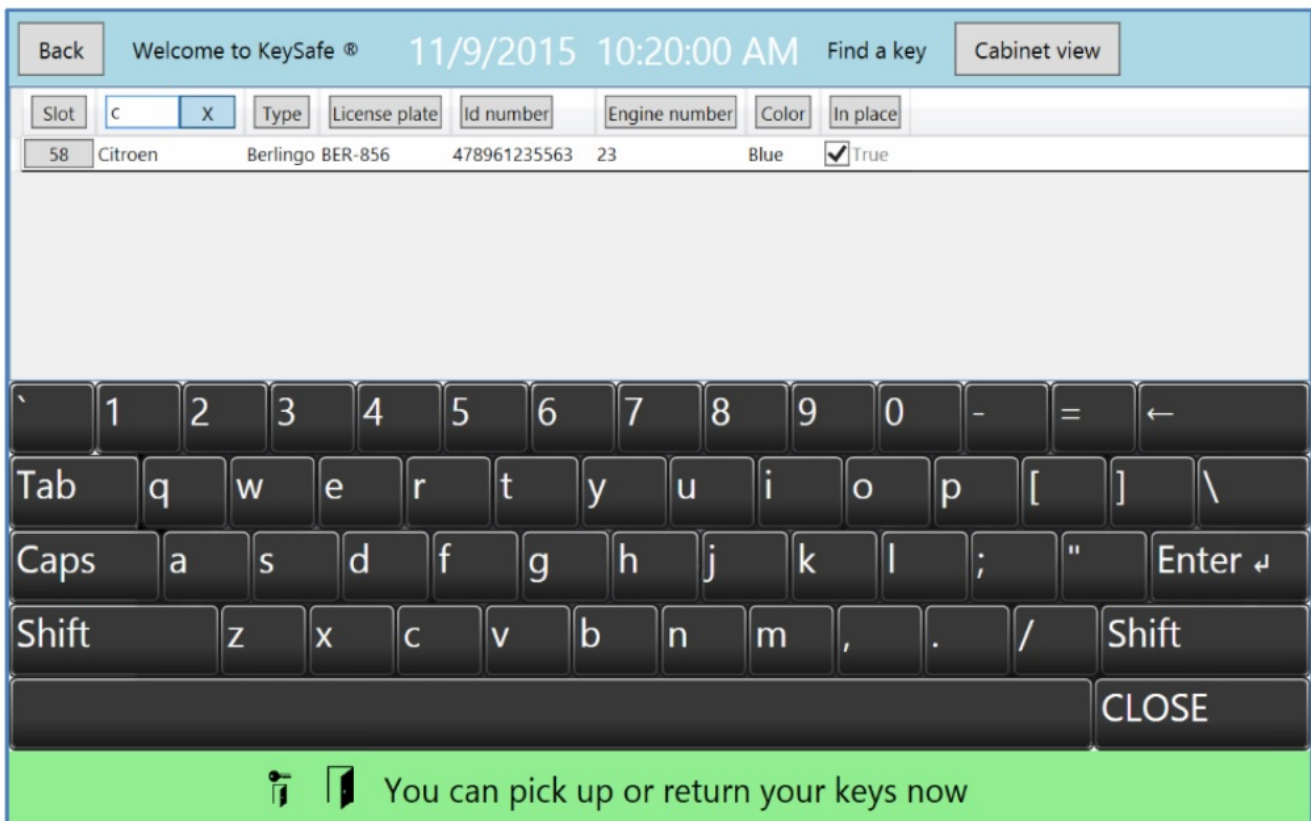 Back Welcome to KeySafe ® 11/9/2015 10:20:00 AM Find a key Cabinet view
Slot c X Type License plate Id number Engine number Color In place
58 Citroen Berlingo BER-856 478961235563 23 Blue True
` 1 2 3 4 5 6 7 8 9 0 - = ←
Tab q w e r t y u i o p [ ] \
Caps a s d f g h j k l ; " Enter ↲
Shift z x c v b n m , . / Shift
CLOSE
You can pick up or return your keys now